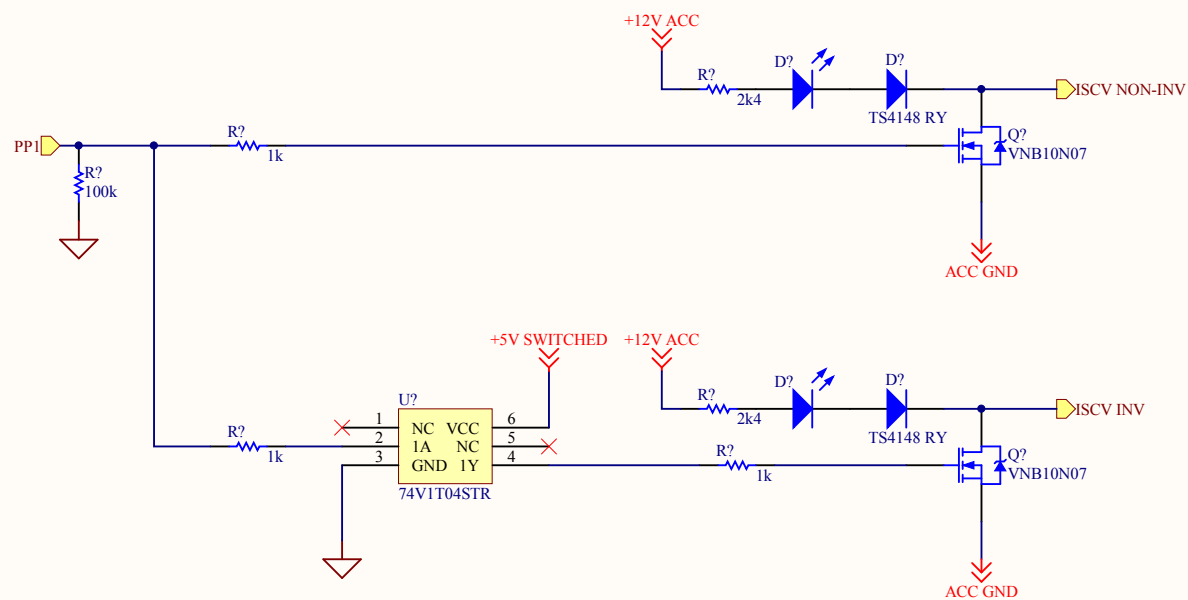 +12V ACC
R?
2k4
D?
D?
TS4148 RY
ISCV NON-INV
Q?
VNB10N07
ACC GND
PP1
R?
100k
R?
1k
+5V SWITCHED
+12V ACC
R?
2k4
D?
D?
TS4148 RY
ISCV INV
Q?
VNB10N07
ACC GND
U?
1 NC VCC 6
2 1A NC 5
3 GND 1Y 4
74V1T04STR
R?
1k
R?
1k